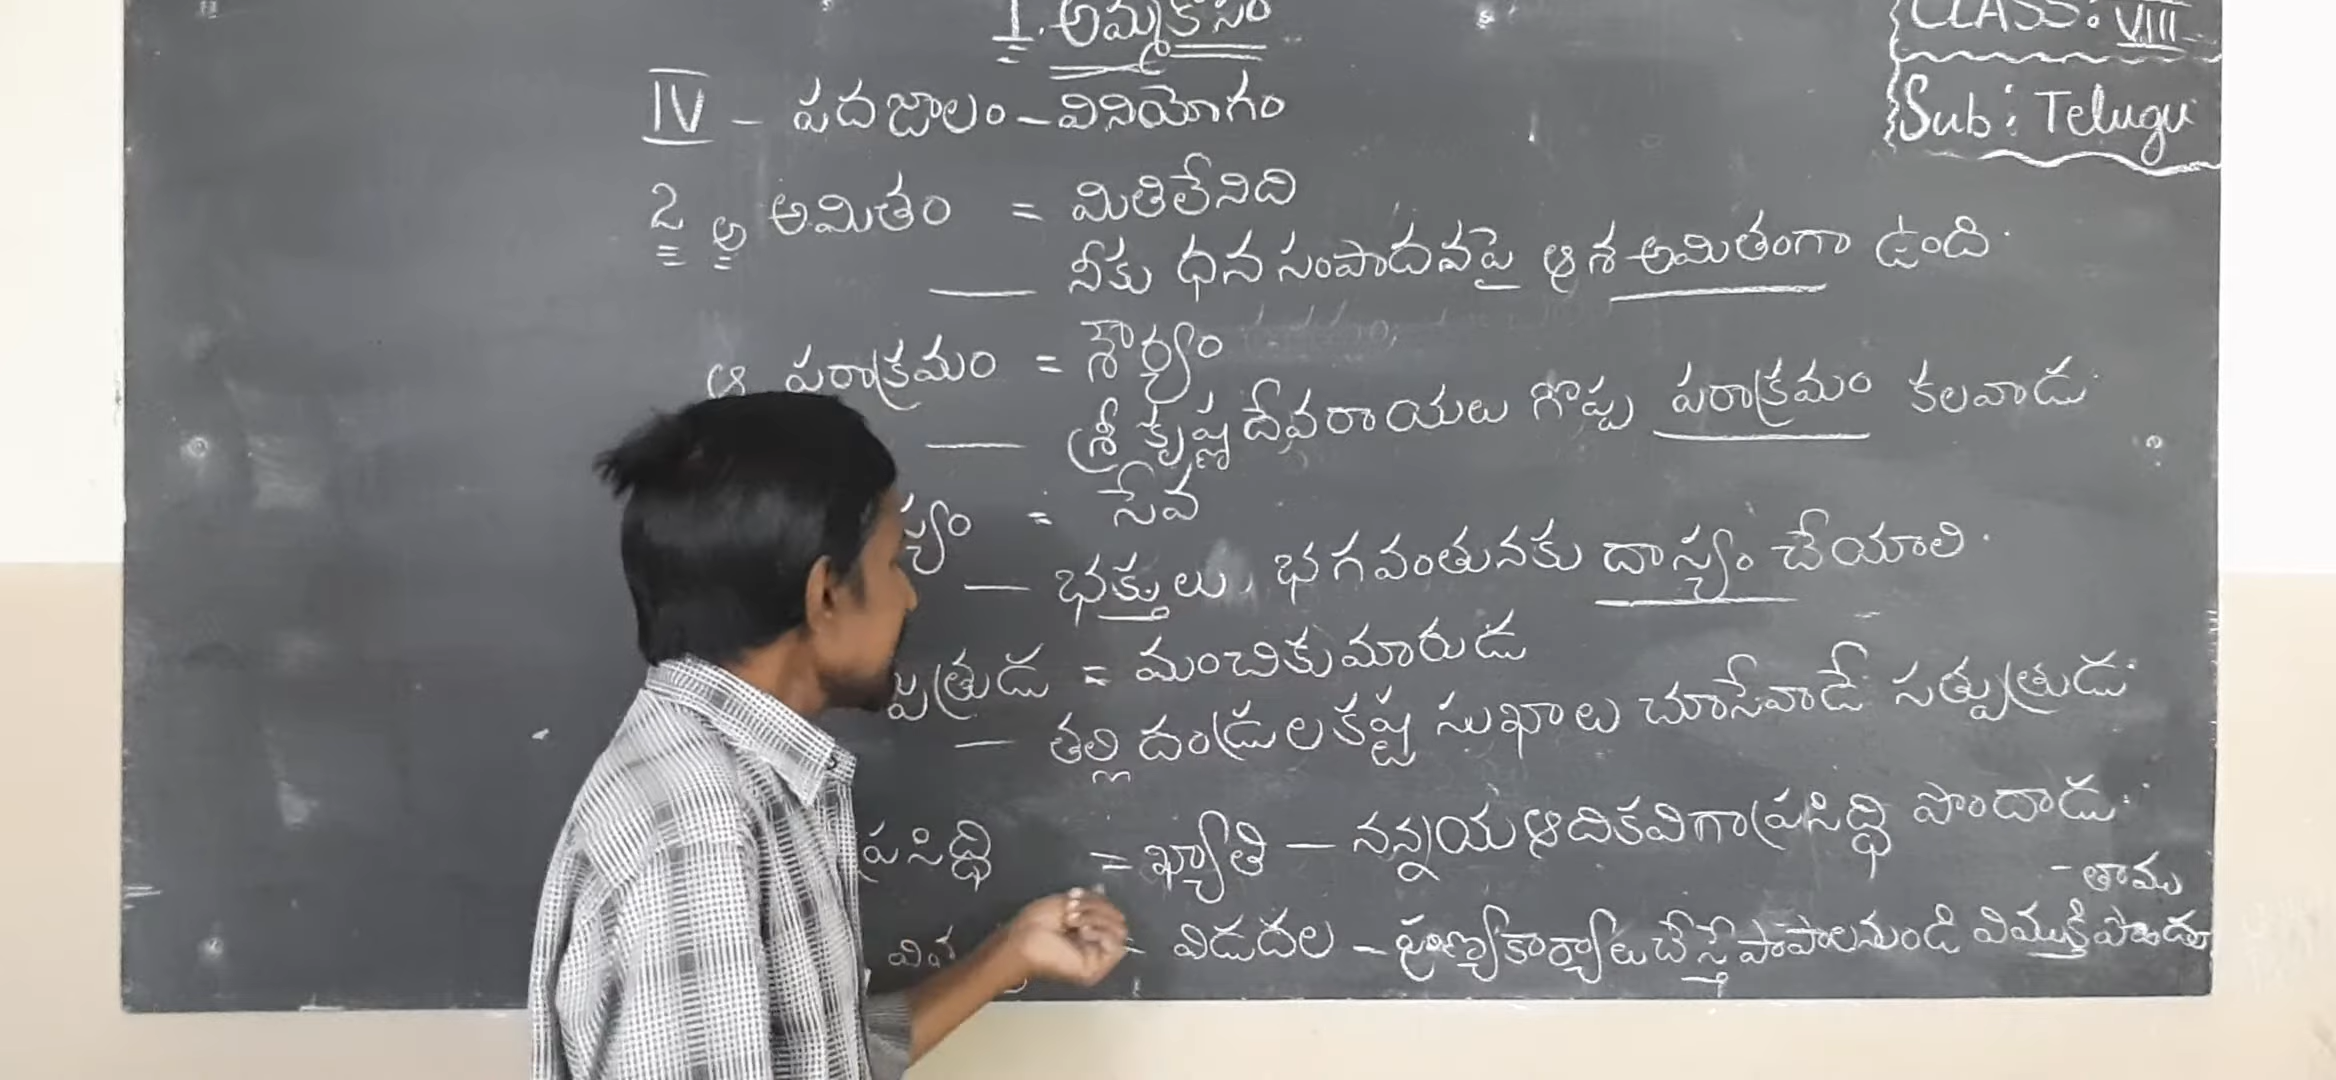 1. అమ్మకోసం
CLASS: VIII
Sub: Telugu
IV - పదజాలం - వినియోగం
2 అ అమితం = మితిలేనిది
— నీకు ధన సంపాదనపై ఆశ అమితంగా ఉంది.
ఆ పరాక్రమం = శౌర్యం
— శ్రీ కృష్ణదేవరాయలు గొప్ప పరాక్రమం కలవాడు.
స్యం = సేవ
— భక్తులు భగవంతునకు దాస్యం చేయాలి.
పుత్రుడు = మంచికుమారుడు
— తల్లి దండ్రుల కష్ట సుఖాలు చూసేవాడే సత్పుత్రుడు.
ప్రసిద్ధి = ఖ్యాతి — నన్నయ ఆదికవిగా ప్రసిద్ధి పొందాడు.
- తాము
= విడుదల - పుణ్యకార్యాలు చేస్తే పాపాలనుండి విముక్తి పొందు